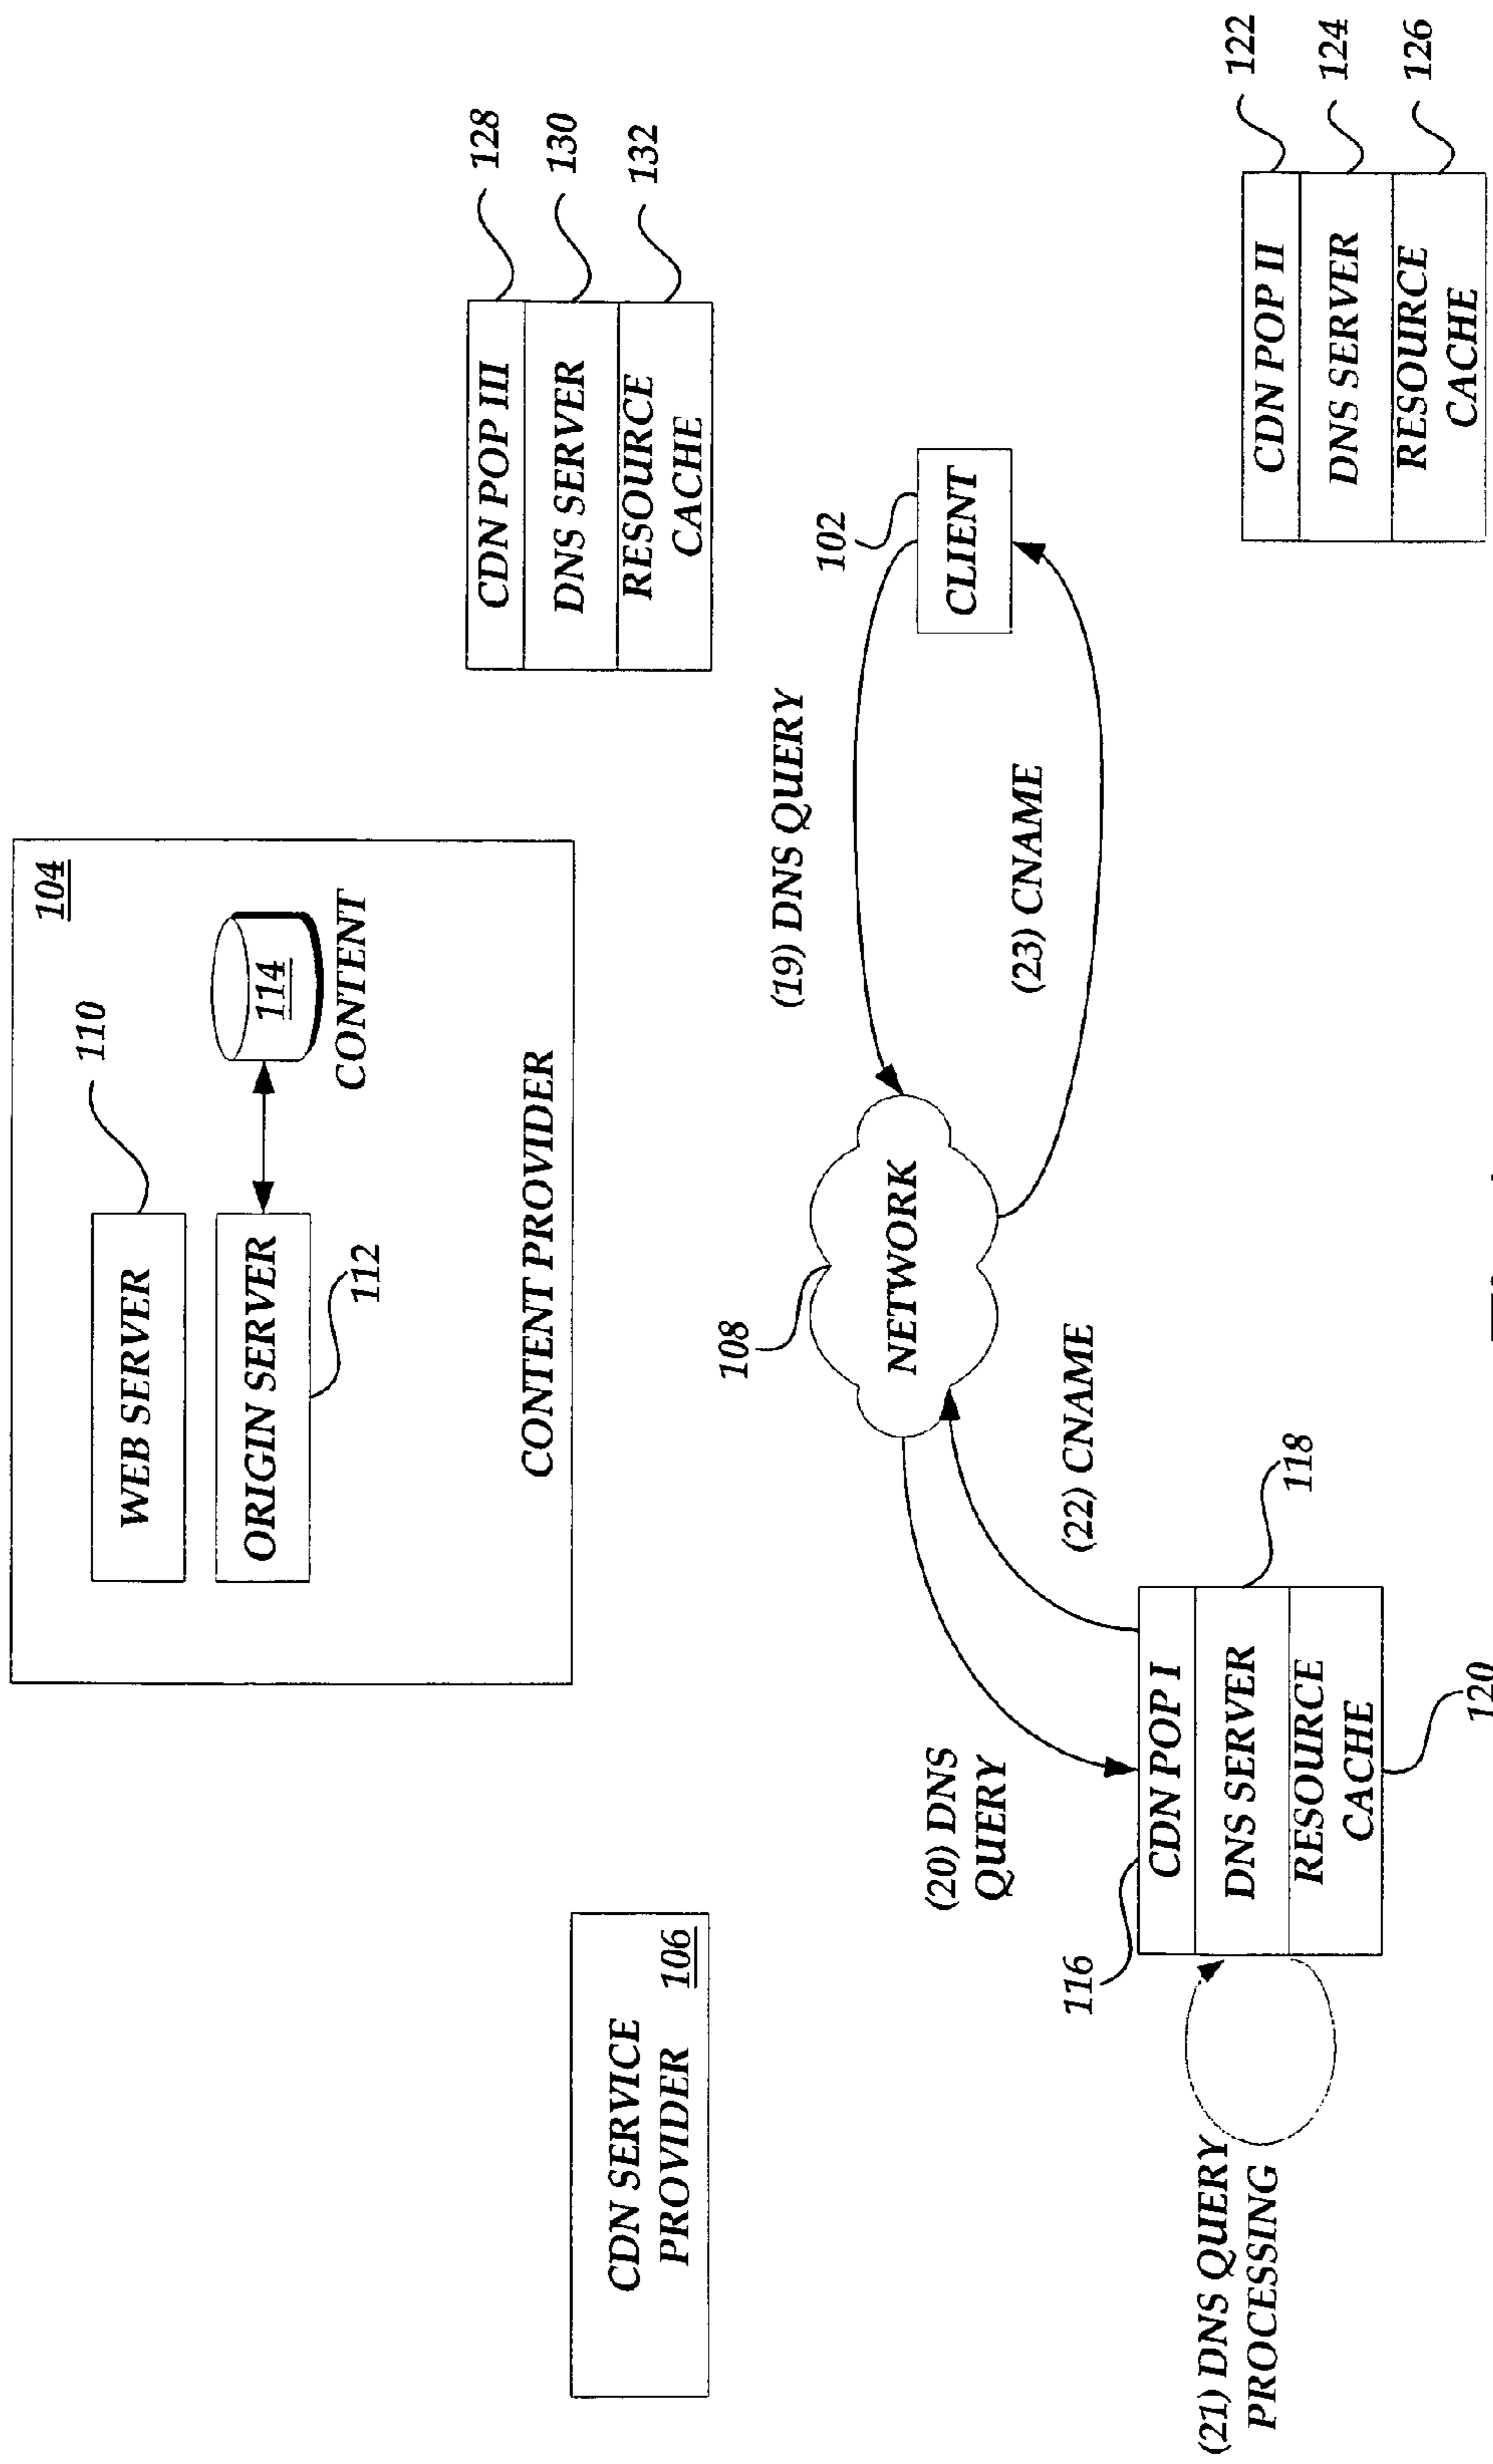 104
WEB SERVER
110
ORIGIN SERVER
112
114
CONTENT
CONTENT PROVIDER
CDN SERVICE
PROVIDER
106
CDN POP III
DNS SERVER
RESOURCE
CACHE
128
130
132
108
NETWORK
(19) DNS QUERY
102
CLIENT
(23) CNAME
(20) DNS
QUERY
(22) CNAME
116
CDN POP I
DNS SERVER
RESOURCE
CACHE
118
120
(21) DNS QUERY
PROCESSING
CDN POP II
DNS SERVER
RESOURCE
CACHE
122
124
126